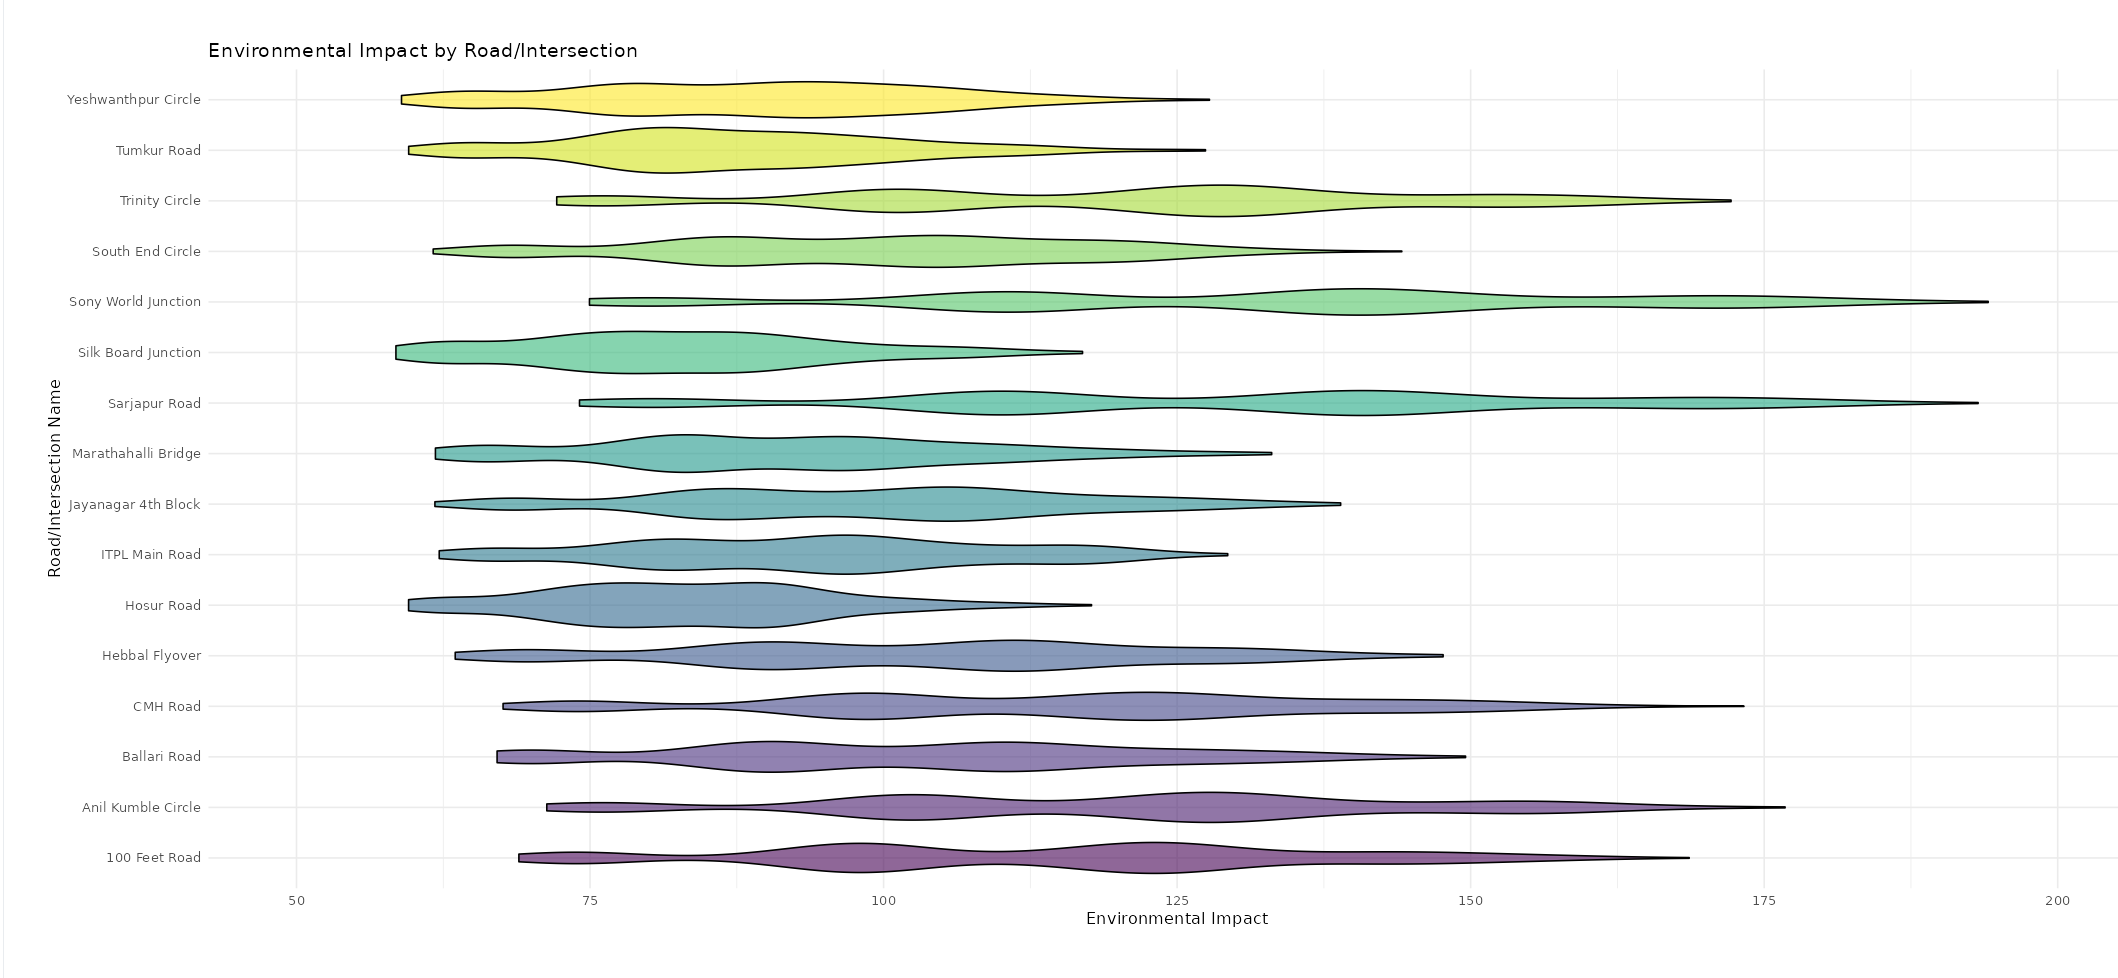 Environmental Impact by Road/Intersection
Road/Intersection Name
Yeshwanthpur Circle
Tumkur Road
Trinity Circle
South End Circle
Sony World Junction
Silk Board Junction
Sarjapur Road
Marathahalli Bridge
Jayanagar 4th Block
ITPL Main Road
Hosur Road
Hebbal Flyover
CMH Road
Ballari Road
Anil Kumble Circle
100 Feet Road
50 75 100 125 150 175 200
Environmental Impact